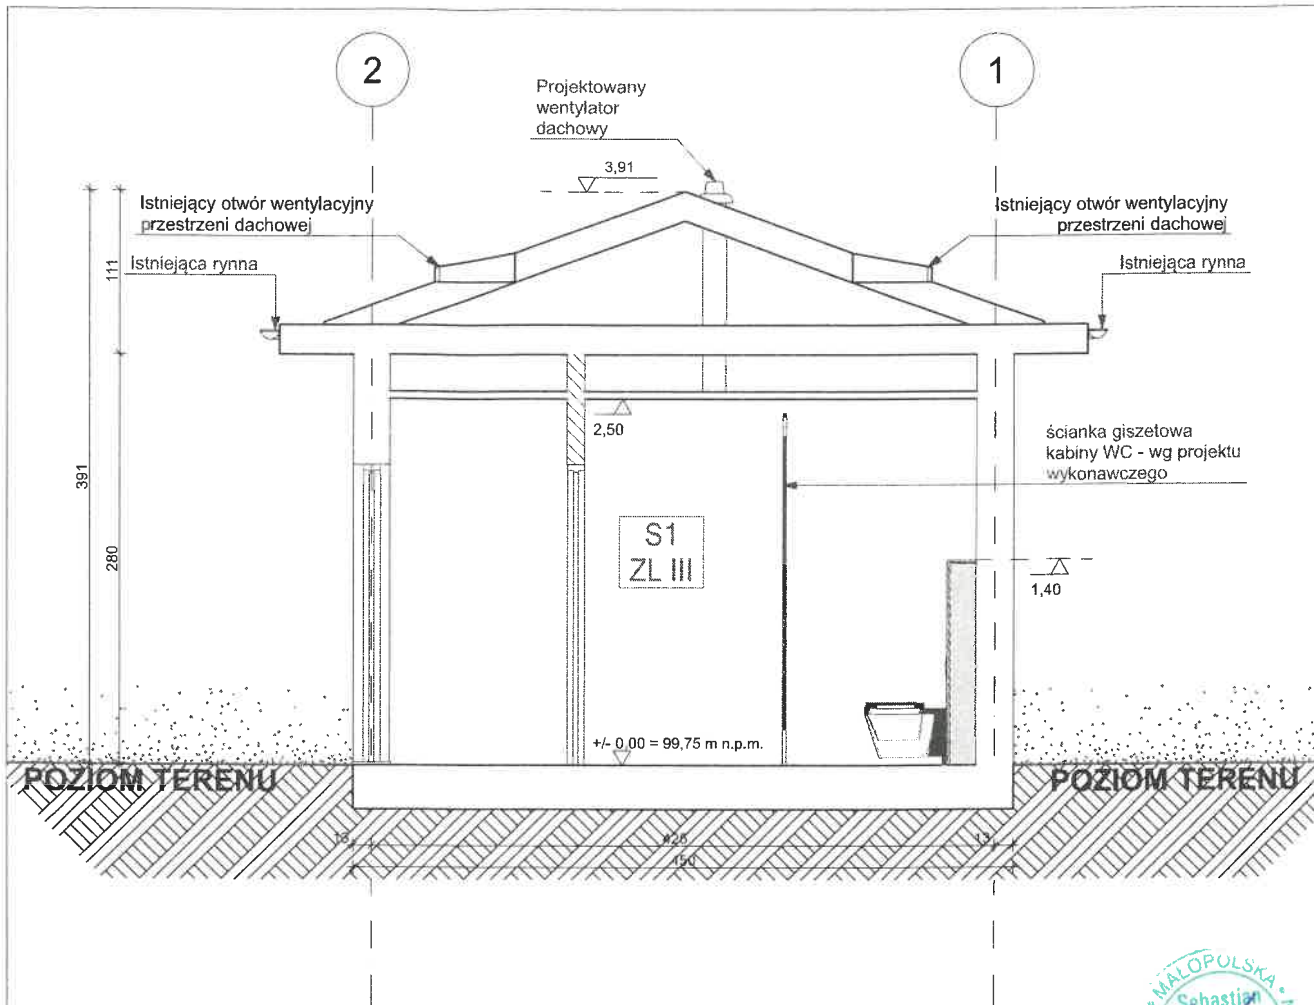 2
1
Projektowany
wentylator
dachowy
3,91
Istniejący otwór wentylacyjny
przestrzeni dachowej
Istniejący otwór wentylacyjny
przestrzeni dachowej
Istniejąca rynna
Istniejąca rynna
111
2,50
ścianka giszetowa
kabiny WC - wg projektu
wykonawczego
391
280
S1
ZL III
1,40
+/- 0,00 = 99,75 m n.p.m.
POZIOM TERENU
POZIOM TERENU
13
425
13
450
MAŁOPOLSKA
Sebastian